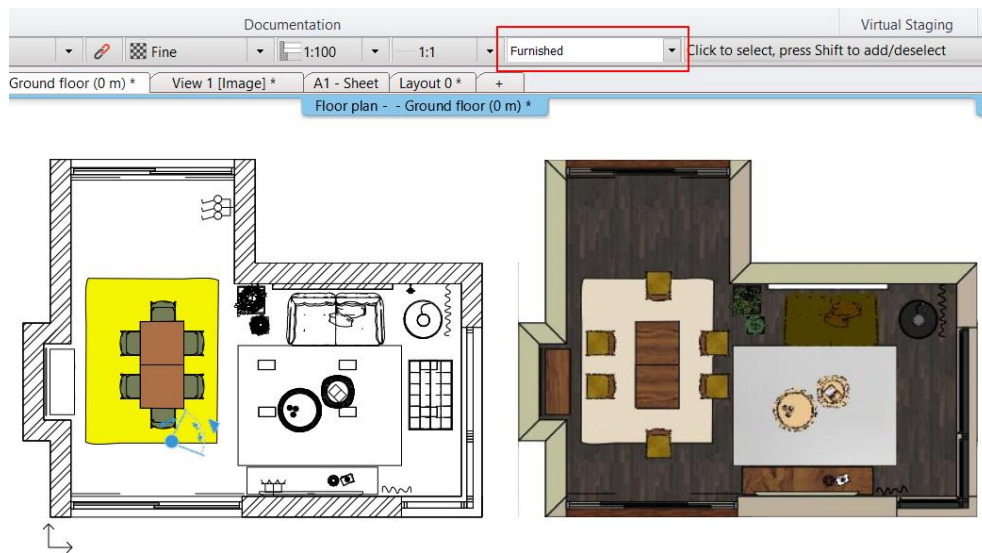 Documentation
Virtual Staging
Fine
1:100
1:1
Furnished
Click to select, press Shift to add/deselect
Ground floor (0 m) *
View 1 [Image] *
A1 - Sheet
Layout 0 *
+
Floor plan - - Ground floor (0 m) *